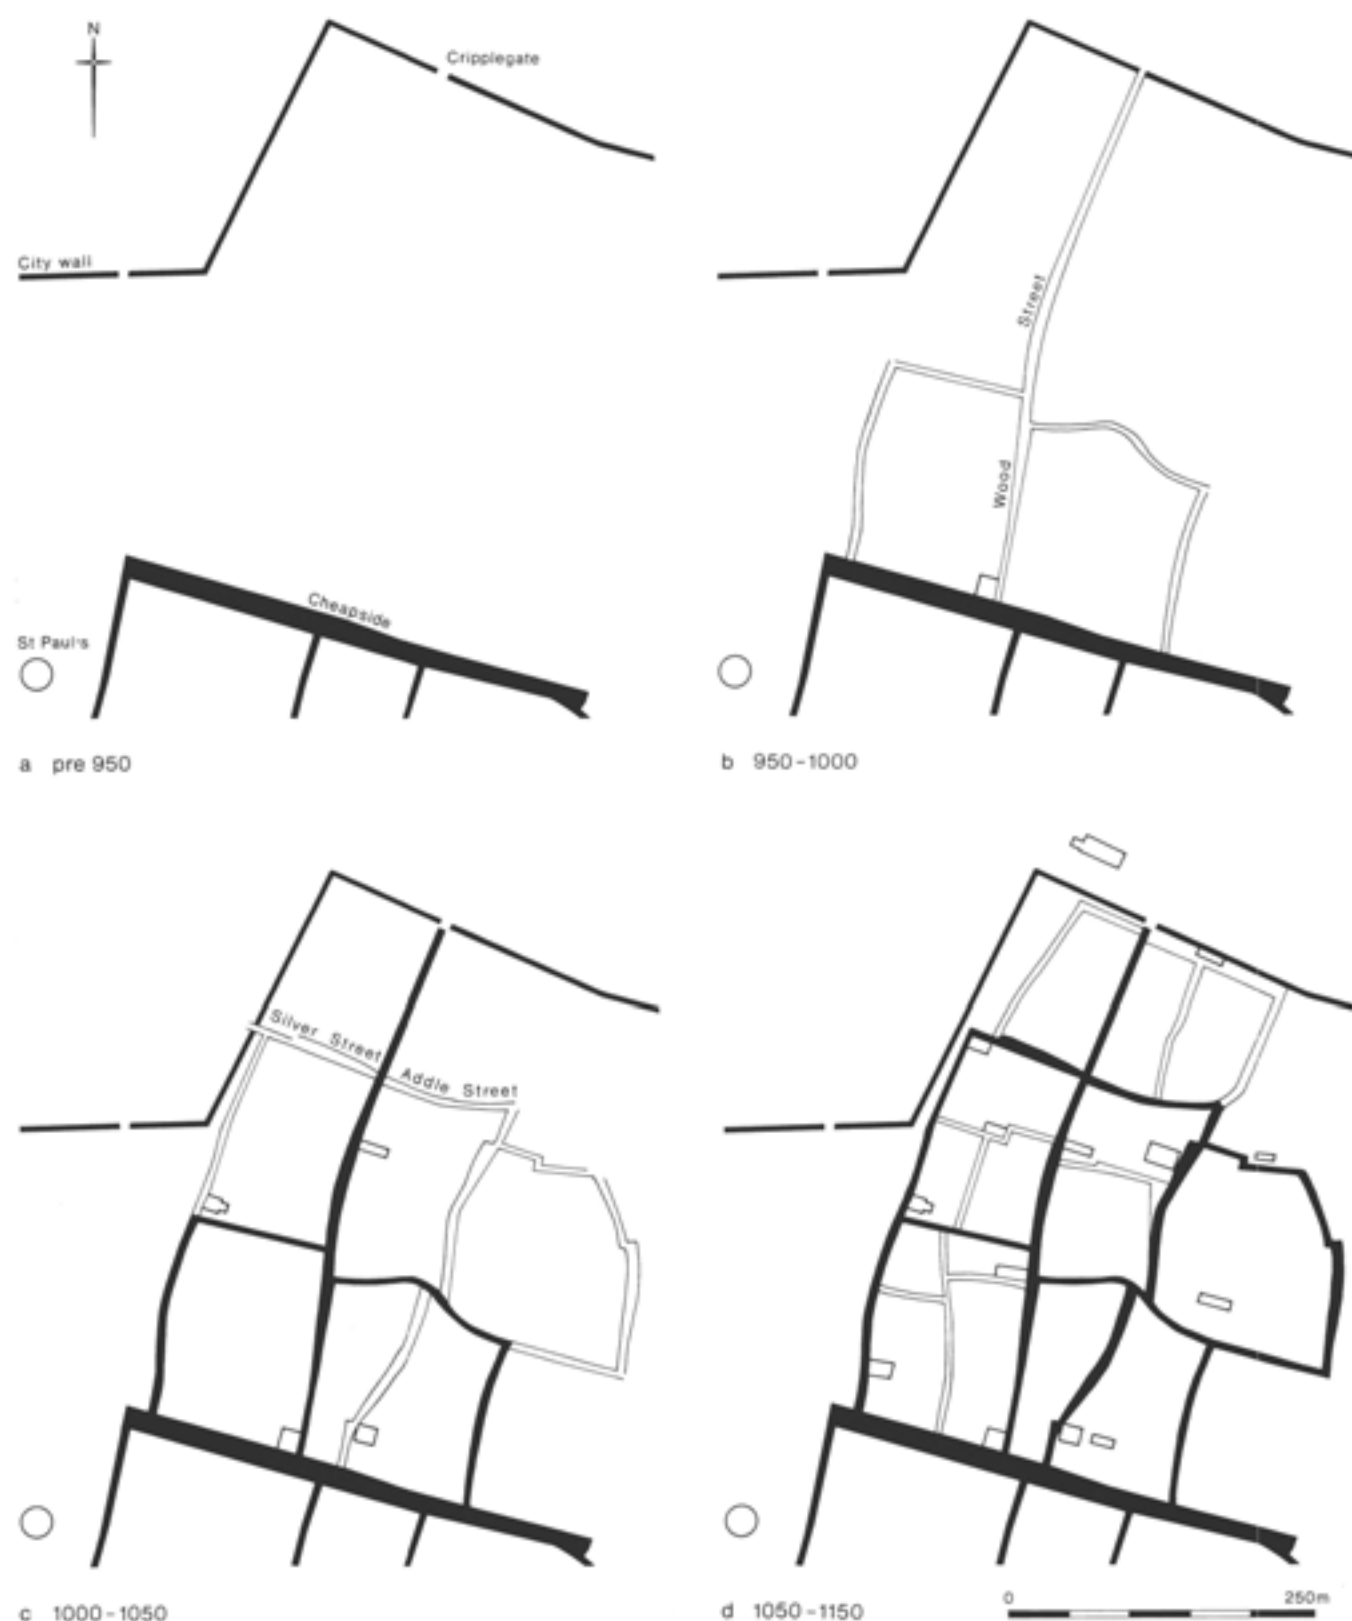 N
Cripplegate
City wall
Cheapside
St Paul's
a pre 950
Street
Wood
b 950-1000
Silver Street
Addle Street
c 1000-1050
d 1050-1150
0 250m